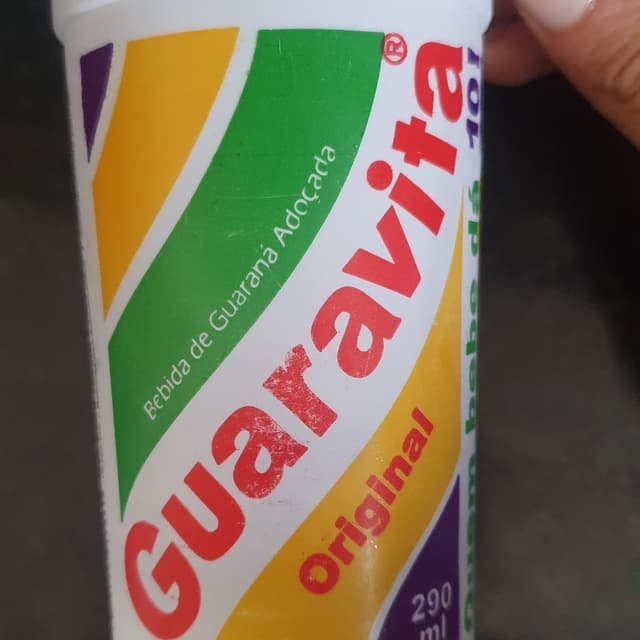 Bebida de Guaraná Adoçada
Guaravita®
Original
290
ml
Quem bebe dá 10!